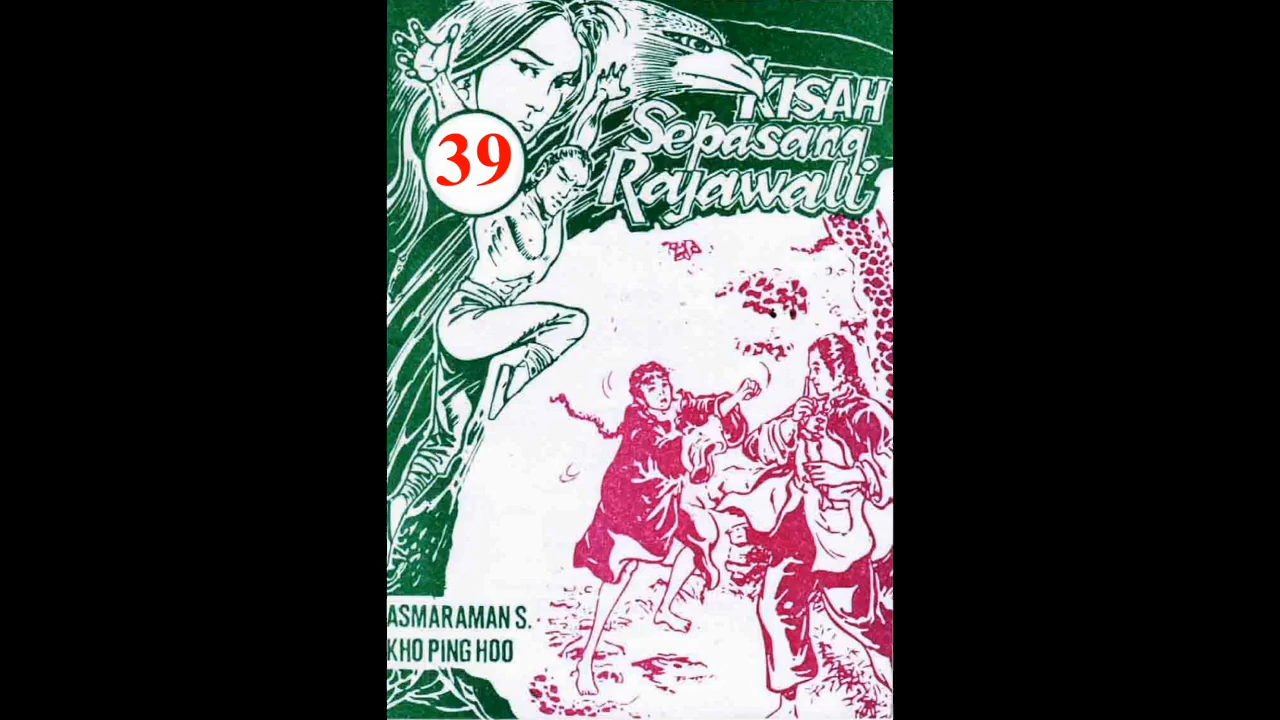 39
KISAH
Sepasang
Rajawali
ASMARAMAN S.
KHO PING HOO